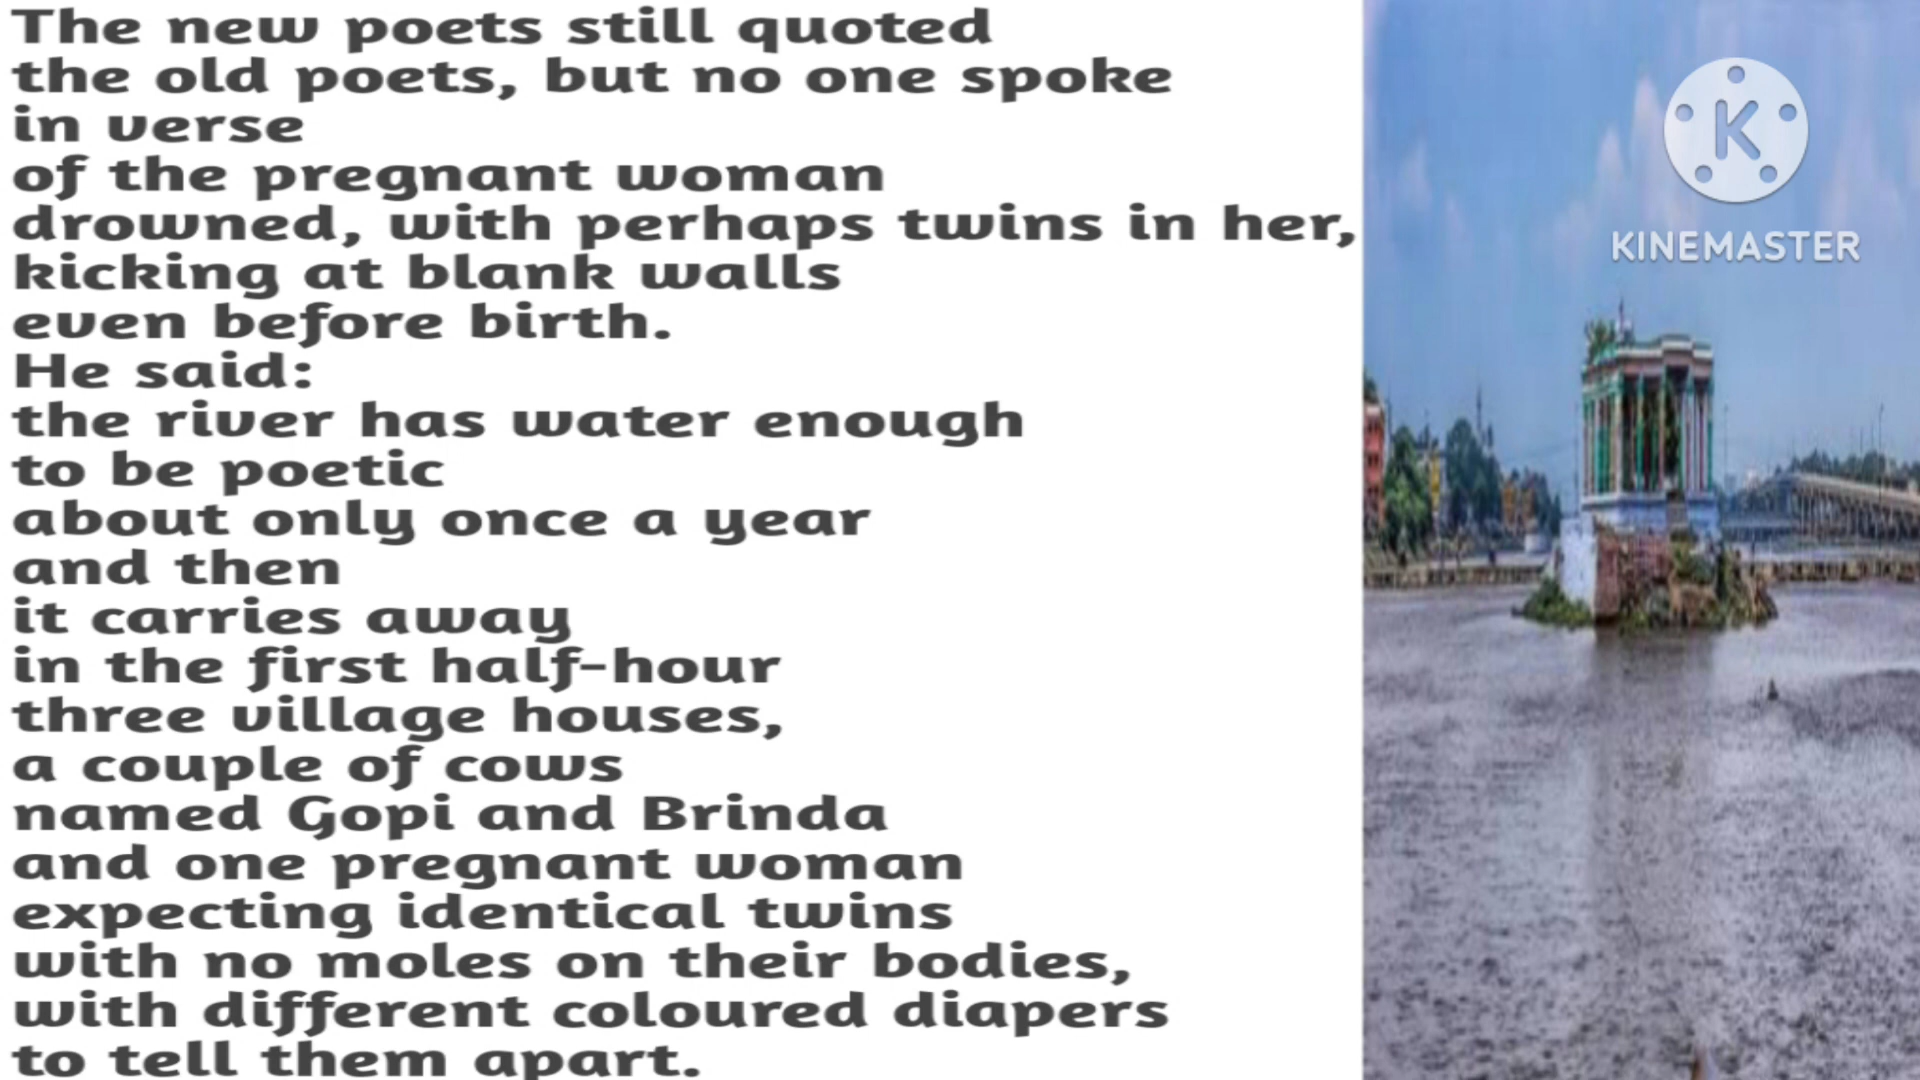 The new poets still quoted
the old poets, but no one spoke
in verse
of the pregnant woman
drowned, with perhaps twins in her,
kicking at blank walls
even before birth.
He said:
the river has water enough
to be poetic
about only once a year
and then
it carries away
in the first half-hour
three village houses,
a couple of cows
named Gopi and Brinda
and one pregnant woman
expecting identical twins
with no moles on their bodies,
with different coloured diapers
to tell them apart.
K
KINEMASTER